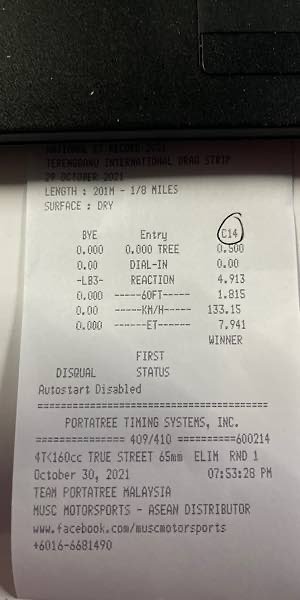 NATIONAL ET RECORD 2021
TERENGGANU INTERNATIONAL DRAG STRIP
29 OCTOBER 2021
LENGTH : 201M - 1/8 MILES
SURFACE : DRY
BYE Entry C14
0.000 0.000 TREE 0.500
0.00 DIAL-IN 0.00
-LB3- REACTION 4.913
0.000 -----60FT----- 1.815
0.00 -----KM/H----- 133.15
0.000 ------ET------ 7.941
WINNER
FIRST
DISQUAL STATUS
Autostart Disabled
======================================
PORTATREE TIMING SYSTEMS, INC.
=============== 409/410 ==========600214
4T<160cc TRUE STREET 65mm ELIM RND 1
October 30, 2021 07:53:28 PM
TEAM PORTATREE MALAYSIA
MUSC MOTORSPORTS - ASEAN DISTRIBUTOR
www.facebook.com/muscmotorsports
+6016-6681490